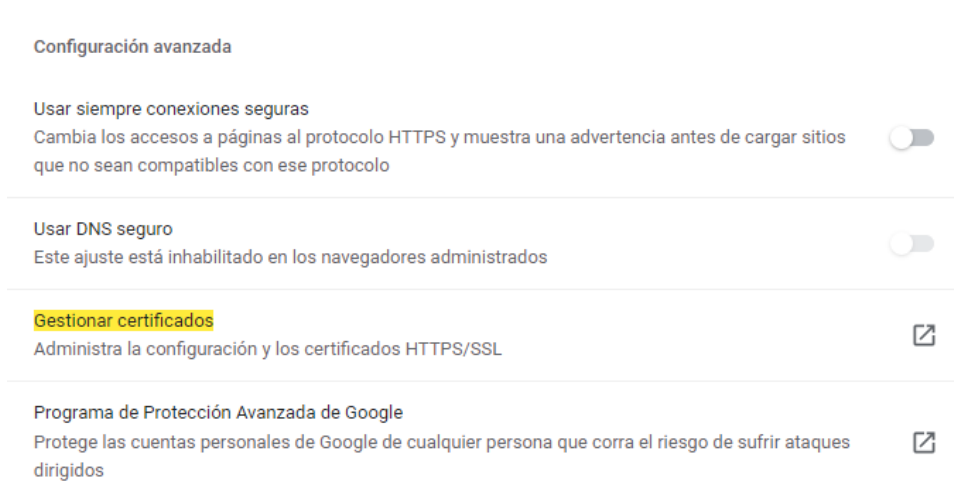 Configuración avanzada
Usar siempre conexiones seguras
Cambia los accesos a páginas al protocolo HTTPS y muestra una advertencia antes de cargar sitios
que no sean compatibles con ese protocolo
Usar DNS seguro
Este ajuste está inhabilitado en los navegadores administrados
Gestionar certificados
Administra la configuración y los certificados HTTPS/SSL
Programa de Protección Avanzada de Google
Protege las cuentas personales de Google de cualquier persona que corra el riesgo de sufrir ataques
dirigidos